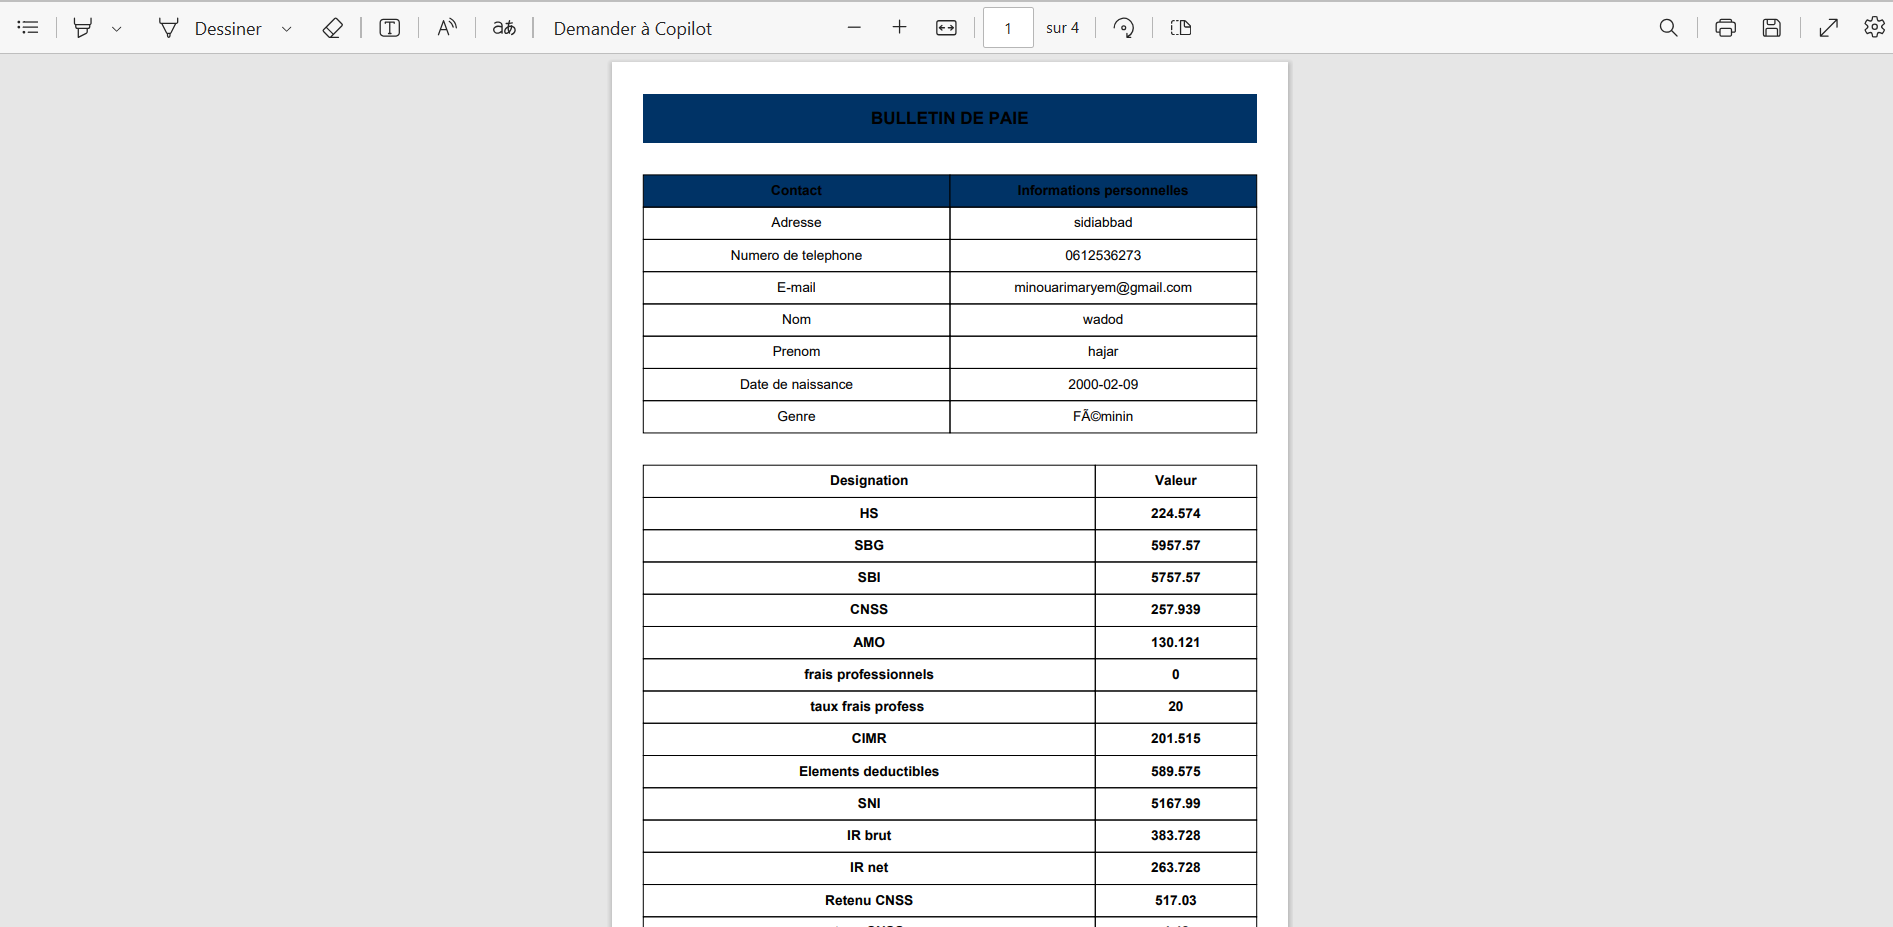 Dessiner
aあ
Demander à Copilot
1 sur 4
BULLETIN DE PAIE
Contact Informations personnelles
Adresse sidiabbad
Numero de telephone 0612536273
E-mail minouarimaryem@gmail.com
Nom wadod
Prenom hajar
Date de naissance 2000-02-09
Genre FÃ©minin
Designation Valeur
HS 224.574
SBG 5957.57
SBI 5757.57
CNSS 257.939
AMO 130.121
frais professionnels 0
taux frais profess 20
CIMR 201.515
Elements deductibles 589.575
SNI 5167.99
IR brut 383.728
IR net 263.728
Retenu CNSS 517.03